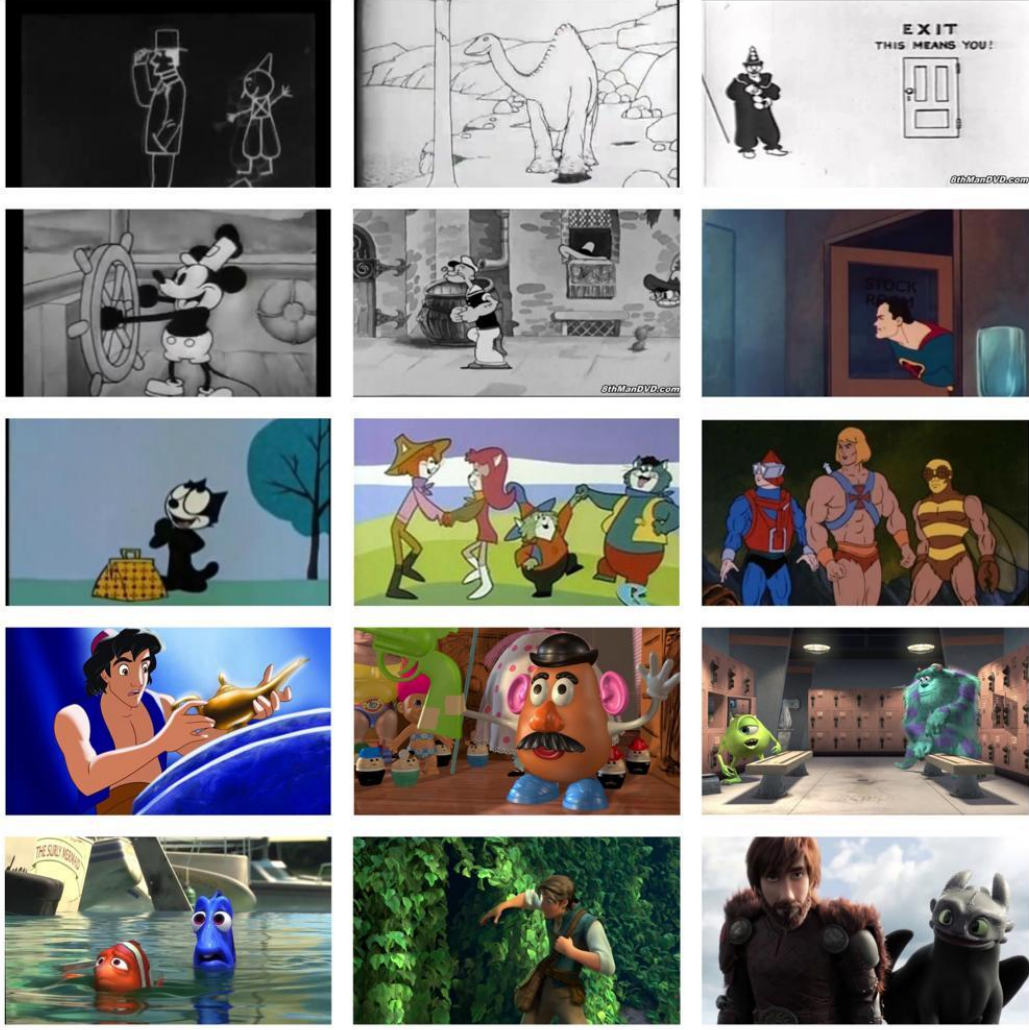 EXIT
THIS MEANS YOU!
8thManDVD.com
8thManDVD.com
STOCK
ROOM
THE SURLY MERMAID